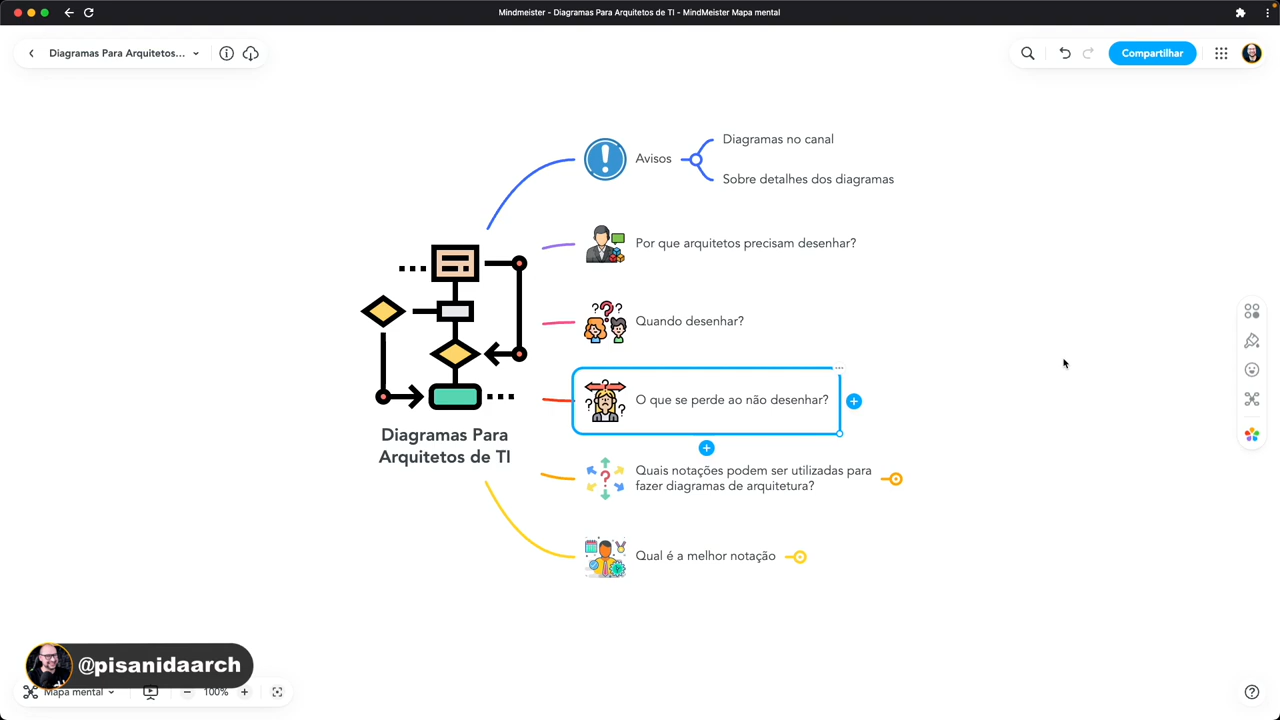 Mindmeister - Diagramas Para Arquitetos de TI - MindMeister Mapa mental
Diagramas Para Arquitetos...
Compartilhar
Avisos
Diagramas no canal
Sobre detalhes dos diagramas
Por que arquitetos precisam desenhar?
Quando desenhar?
O que se perde ao não desenhar?
Diagramas Para
Arquitetos de TI
Quais notações podem ser utilizadas para
fazer diagramas de arquitetura?
Qual é a melhor notação
@pisanidaarch
Mapa mental
100%